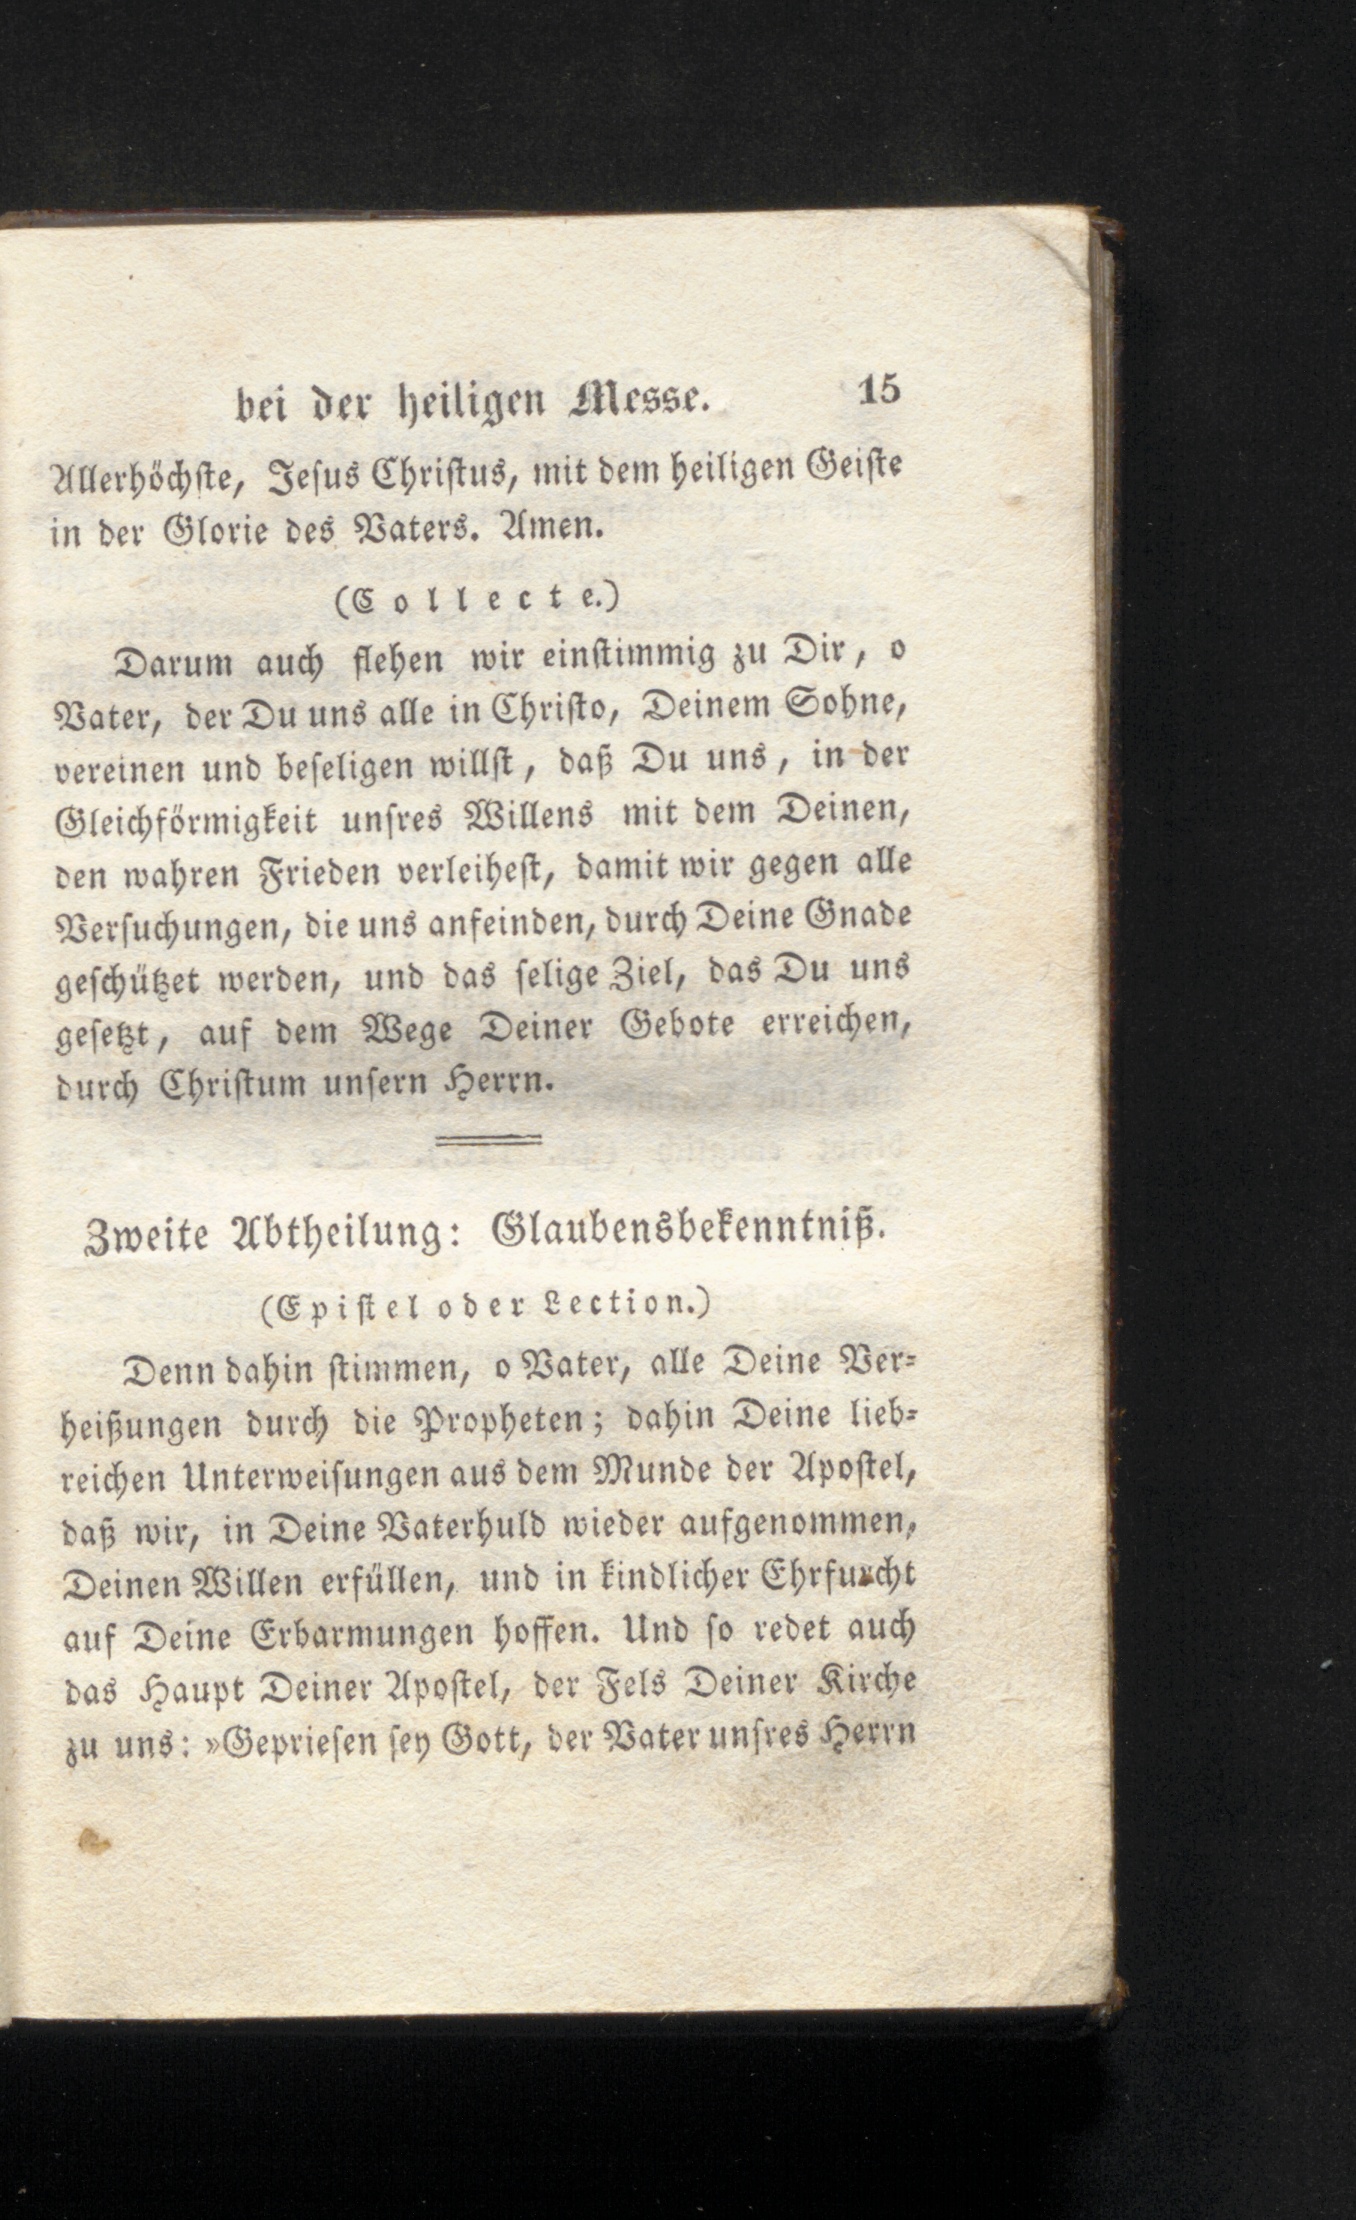 bei der heiligen Messe. 15
Allerhöchſte, Jeſus Chriſtus, mit dem heiligen Geiſte
in der Glorie des Vaters. Amen.
(Collecte.)
Darum auch flehen wir einſtimmig zu Dir, o
Vater, der Du uns alle in Chriſto, Deinem Sohne,
vereinen und beſeligen willſt, daß Du uns, in der
Gleichförmigkeit unſres Willens mit dem Deinen,
den wahren Frieden verleiheſt, damit wir gegen alle
Verſuchungen, die uns anfeinden, durch Deine Gnade
geſchützet werden, und das ſelige Ziel, das Du uns
geſetzt, auf dem Wege Deiner Gebote erreichen,
durch Chriſtum unſern Herrn.
Zweite Abtheilung: Glaubensbekenntniß.
(Epiſtel oder Lection.)
Denn dahin ſtimmen, o Vater, alle Deine Ver⸗
heißungen durch die Propheten; dahin Deine lieb⸗
reichen Unterweiſungen aus dem Munde der Apoſtel,
daß wir, in Deine Vaterhuld wieder aufgenommen,
Deinen Willen erfüllen, und in kindlicher Ehrfurcht
auf Deine Erbarmungen hoffen. Und ſo redet auch
das Haupt Deiner Apoſtel, der Fels Deiner Kirche
zu uns: »Geprieſen ſey Gott, der Vater unſres Herrn